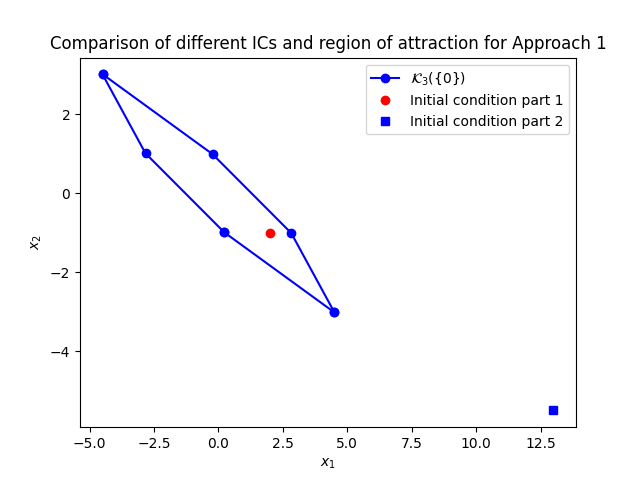 Comparison of different ICs and region of attraction for Approach 1
𝒦₃({0})
Initial condition part 1
Initial condition part 2
x₂
2
0
−2
−4
−5.0 −2.5 0.0 2.5 5.0 7.5 10.0 12.5
x₁